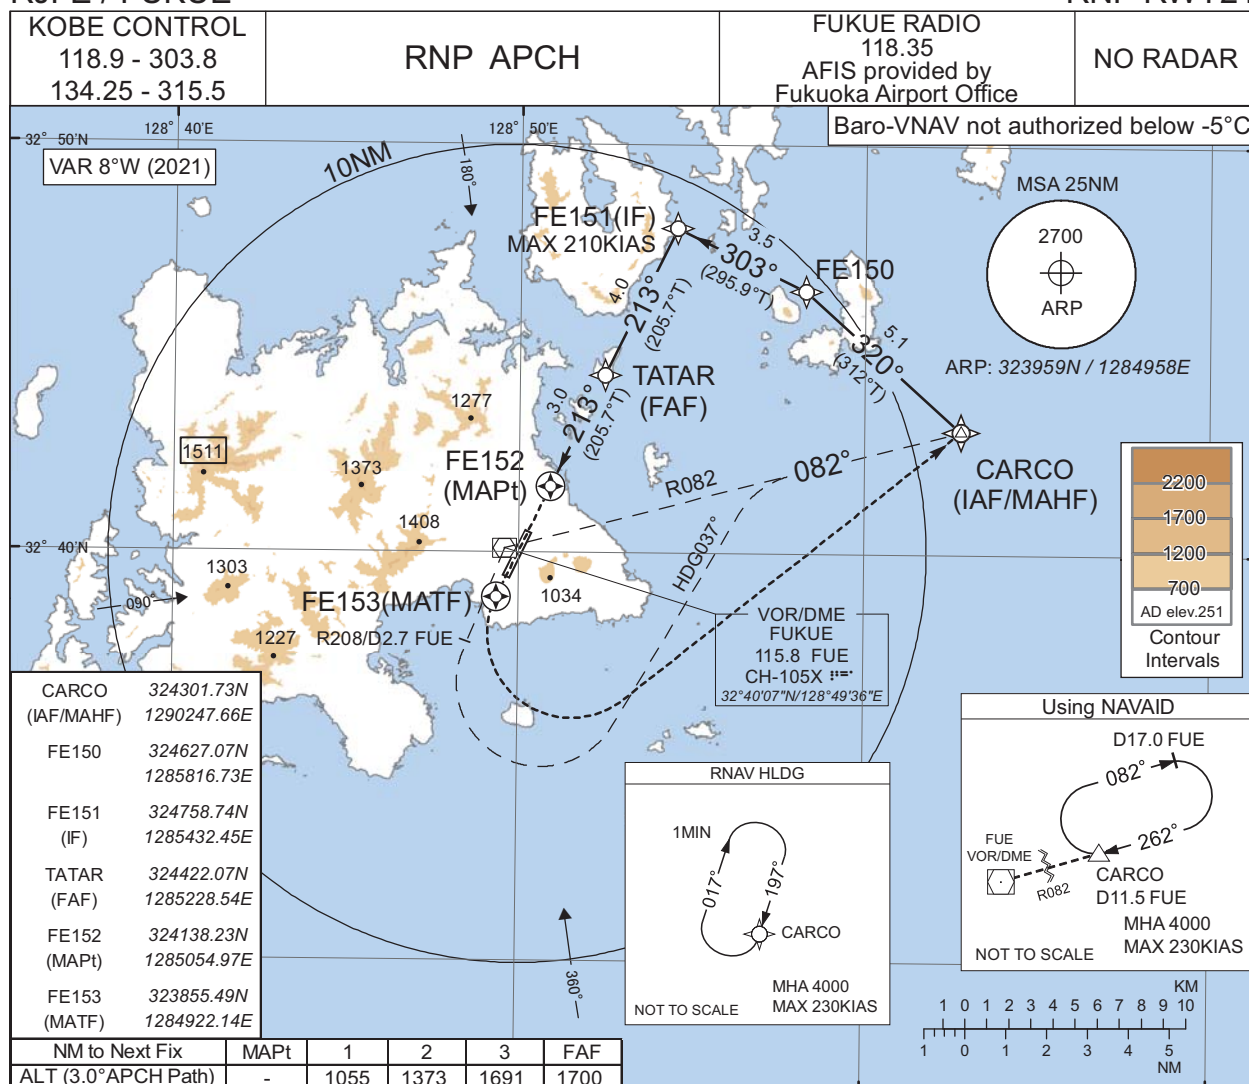 KOBE CONTROL
118.9 - 303.8
134.25 - 315.5
RNP APCH
FUKUE RADIO
118.35
AFIS provided by
Fukuoka Airport Office
NO RADAR
128° 40'E
128° 50'E
32° 50'N
Baro-VNAV not authorized below -5°C
VAR 8°W (2021)
10NM
180°
MSA 25NM
2700
ARP
ARP: 323959N / 1284958E
FE151(IF)
MAX 210KIAS
3.5
303°
(295.9°T)
FE150
4.0
213°
(205.7°T)
5.1
320°
(312°T)
TATAR
(FAF)
3.0
213°
(205.7°T)
1277
1511
1373
FE152
(MAPt)
R082
082°
CARCO
(IAF/MAHF)
1408
32° 40'N
1303
090°
HDG037°
1034
FE153(MATF)
R208/D2.7 FUE
1227
VOR/DME
FUKUE
115.8 FUE
CH-105X
32°40'07"N/128°49'36"E
2200
1700
1200
700
AD elev.251
Contour
Intervals
CARCO 324301.73N
(IAF/MAHF) 1290247.66E
FE150 324627.07N
1285816.73E
FE151 324758.74N
(IF) 1285432.45E
TATAR 324422.07N
(FAF) 1285228.54E
FE152 324138.23N
(MAPt) 1285054.97E
FE153 323855.49N
(MATF) 1284922.14E
360°
RNAV HLDG
1MIN
017°
197°
CARCO
MHA 4000
MAX 230KIAS
NOT TO SCALE
Using NAVAID
D17.0 FUE
082°
262°
FUE
VOR/DME
R082
CARCO
D11.5 FUE
MHA 4000
MAX 230KIAS
NOT TO SCALE
KM
1 0 1 2 3 4 5 6 7 8 9 10
1 0 1 2 3 4 5
NM
NM to Next Fix MAPt 1 2 3 FAF
ALT (3.0°APCH Path) - 1055 1373 1691 1700